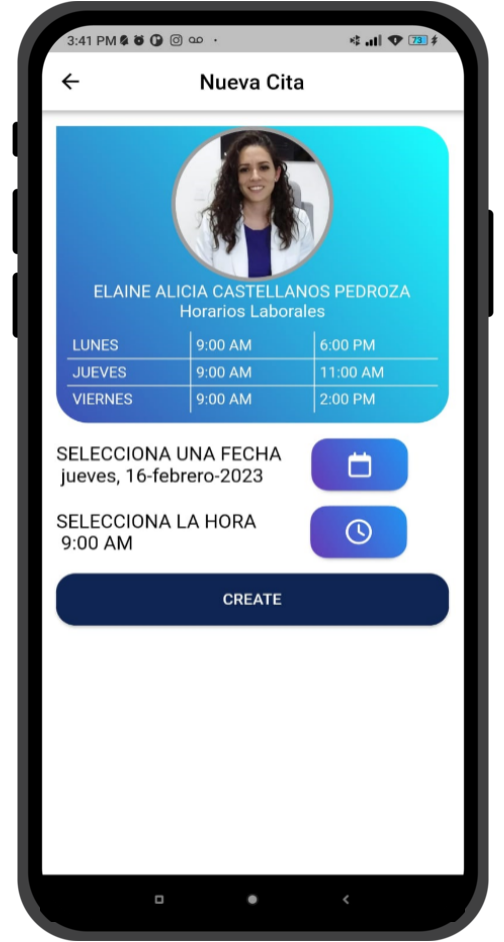 3:41 PM
73
Nueva Cita
ELAINE ALICIA CASTELLANOS PEDROZA
Horarios Laborales
LUNES 9:00 AM 6:00 PM
JUEVES 9:00 AM 11:00 AM
VIERNES 9:00 AM 2:00 PM
SELECCIONA UNA FECHA
jueves, 16-febrero-2023
SELECCIONA LA HORA
9:00 AM
CREATE